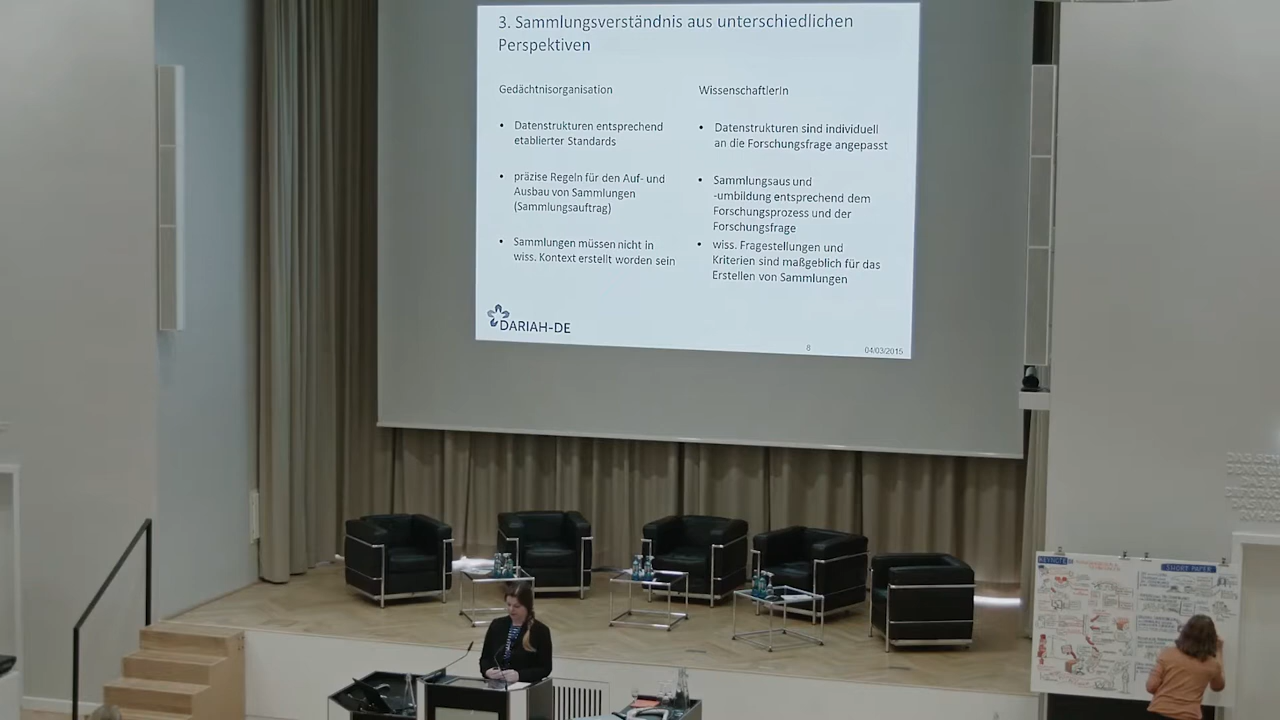 3. Sammlungsverständnis aus unterschiedlichen
Perspektiven
Gedächtnisorganisation
• Datenstrukturen entsprechend
etablierter Standards
• präzise Regeln für den Auf- und
Ausbau von Sammlungen
(Sammlungsauftrag)
• Sammlungen müssen nicht in
wiss. Kontext erstellt worden sein
WissenschaftlerIn
• Datenstrukturen sind individuell
an die Forschungsfrage angepasst
• Sammlungsaus und
-umbildung entsprechend dem
Forschungsprozess und der
Forschungsfrage
• wiss. Fragestellungen und
Kriterien sind maßgeblich für das
Erstellen von Sammlungen
DARIAH-DE
8
04/03/2015
KEYNOTE
SHORT PAPER